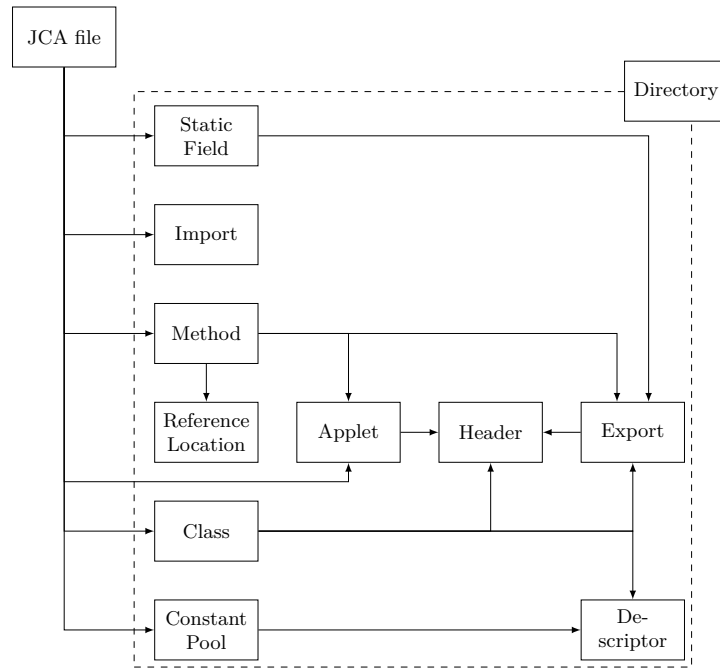 JCA file
Directory
Static
Field
Import
Method
Reference
Location
Applet
Header
Export
Class
Constant
Pool
De-
scriptor